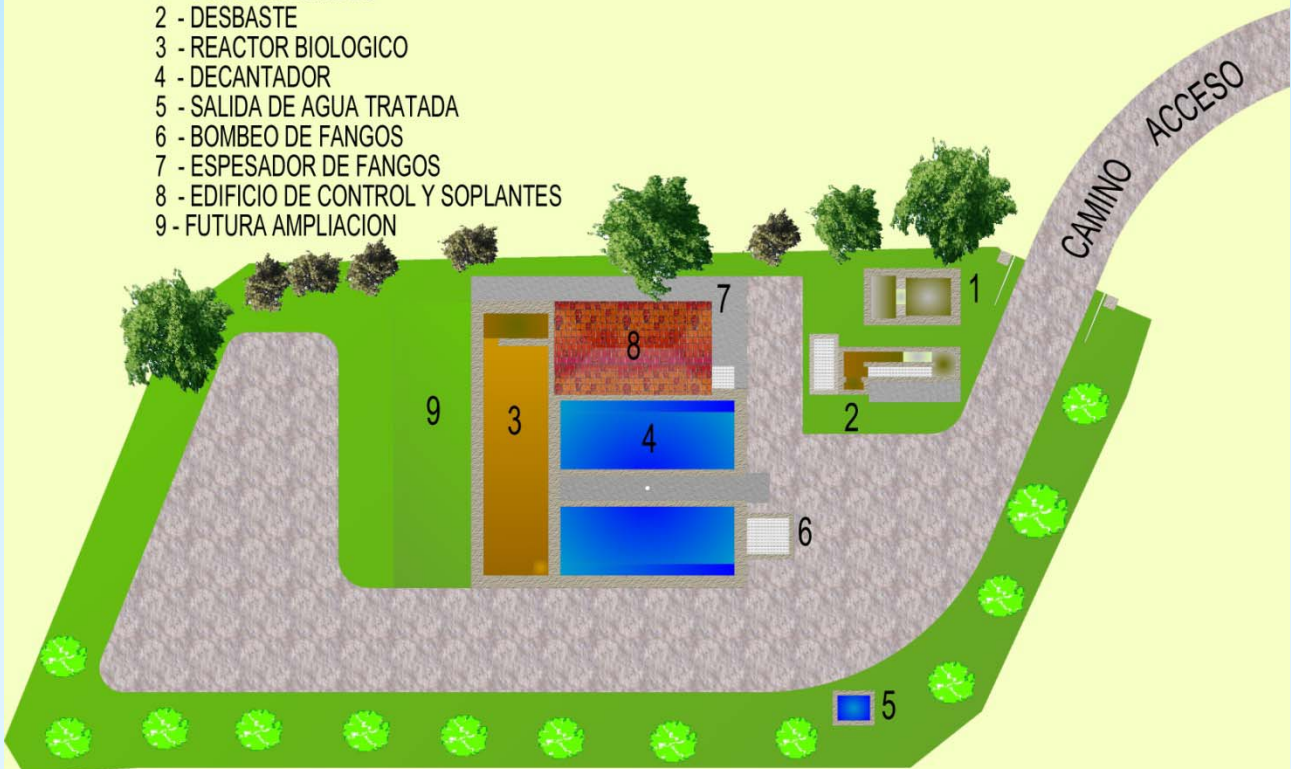 2 - DESBASTE
3 - REACTOR BIOLOGICO
4 - DECANTADOR
5 - SALIDA DE AGUA TRATADA
6 - BOMBEO DE FANGOS
7 - ESPESADOR DE FANGOS
8 - EDIFICIO DE CONTROL Y SOPLANTES
9 - FUTURA AMPLIACION
CAMINO ACCESO
1
7
8
9
3
4
2
6
5